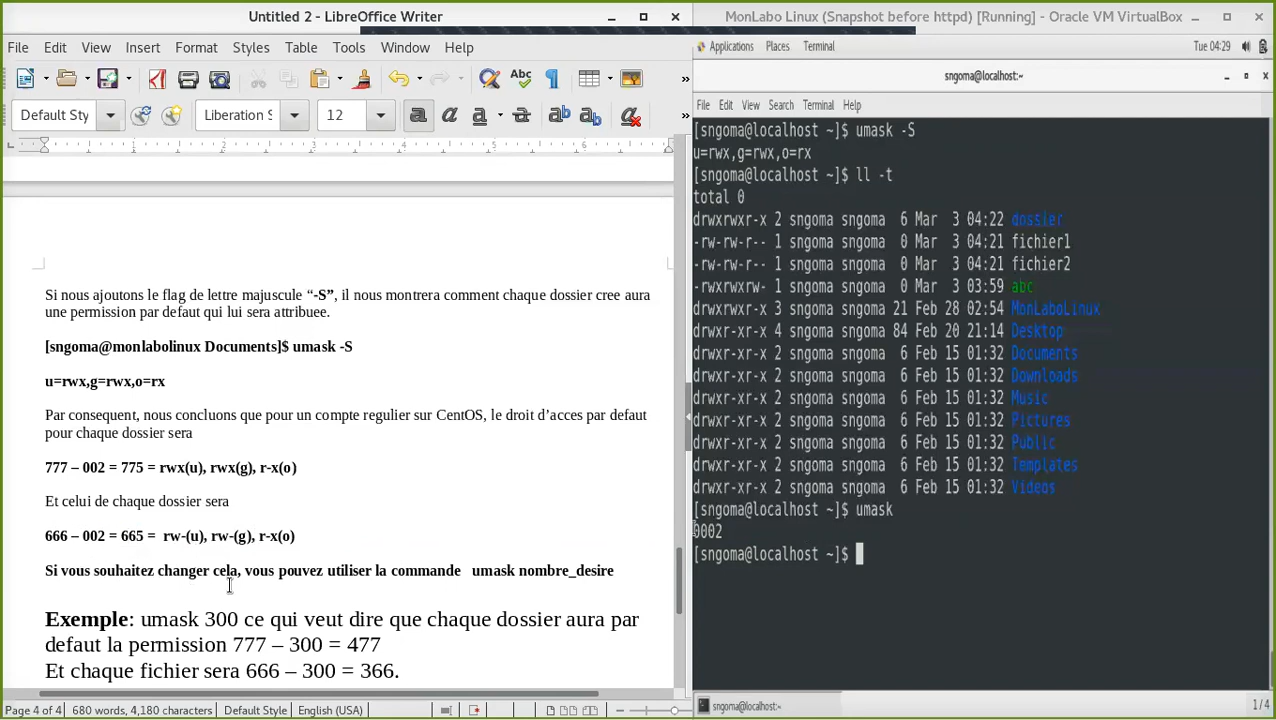 Untitled 2 - LibreOffice Writer
File Edit View Insert Format Styles Table Tools Window Help
Default Sty Liberation S 12
1 2 3 4 5 6
Si nous ajoutons le flag de lettre majuscule “-S”, il nous montrera comment chaque dossier cree aura
une permission par defaut qui lui sera attribuee.
[sngoma@monlabolinux Documents]$ umask -S
u=rwx,g=rwx,o=rx
Par consequent, nous concluons que pour un compte regulier sur CentOS, le droit d’acces par defaut
pour chaque dossier sera
777 – 002 = 775 = rwx(u), rwx(g), r-x(o)
Et celui de chaque dossier sera
666 – 002 = 665 = rw-(u), rw-(g), r-x(o)
Si vous souhaitez changer cela, vous pouvez utiliser la commande umask nombre_desire
Exemple: umask 300 ce qui veut dire que chaque dossier aura par
defaut la permission 777 – 300 = 477
Et chaque fichier sera 666 – 300 = 366.
Page 4 of 4 680 words, 4,180 characters Default Style English (USA)
MonLabo Linux (Snapshot before httpd) [Running] - Oracle VM VirtualBox
Applications Places Terminal Tue 04:29
sngoma@localhost:~
File Edit View Search Terminal Help
[sngoma@localhost ~]$ umask -S
u=rwx,g=rwx,o=rx
[sngoma@localhost ~]$ ll -t
total 0
drwxrwxr-x 2 sngoma sngoma 6 Mar 3 04:22 dossier
-rw-rw-r-- 1 sngoma sngoma 0 Mar 3 04:21 fichier1
-rw-rw-r-- 1 sngoma sngoma 0 Mar 3 04:21 fichier2
-rwxrwxrw- 1 sngoma sngoma 0 Mar 3 03:59 abc
drwxrwxr-x 3 sngoma sngoma 21 Feb 28 02:54 MonLaboLinux
drwxr-xr-x 4 sngoma sngoma 84 Feb 20 21:14 Desktop
drwxr-xr-x 2 sngoma sngoma 6 Feb 15 01:32 Documents
drwxr-xr-x 2 sngoma sngoma 6 Feb 15 01:32 Downloads
drwxr-xr-x 2 sngoma sngoma 6 Feb 15 01:32 Music
drwxr-xr-x 2 sngoma sngoma 6 Feb 15 01:32 Pictures
drwxr-xr-x 2 sngoma sngoma 6 Feb 15 01:32 Public
drwxr-xr-x 2 sngoma sngoma 6 Feb 15 01:32 Templates
drwxr-xr-x 2 sngoma sngoma 6 Feb 15 01:32 Videos
[sngoma@localhost ~]$ umask
0002
[sngoma@localhost ~]$
sngoma@localhost:~ 1 / 4